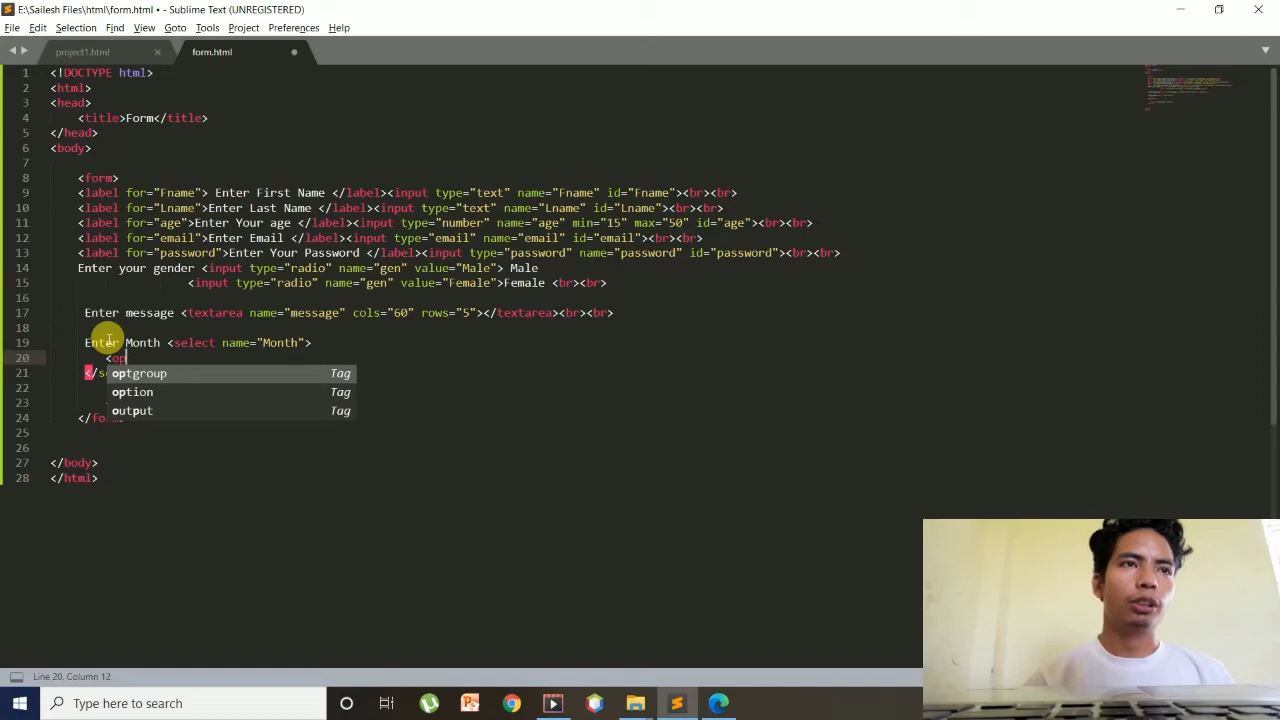 E:\Sailesh Files\html\form.html • - Sublime Text (UNREGISTERED)
File Edit Selection Find View Goto Tools Project Preferences Help
project1.html form.html
1 <!DOCTYPE html>
2 <html>
3 <head>
4 <title>Form</title>
5 </head>
6 <body>
7
8 <form>
9 <label for="Fname"> Enter First Name </label><input type="text" name="Fname" id="Fname"><br><br>
10 <label for="Lname">Enter Last Name </label><input type="text" name="Lname" id="Lname"><br><br>
11 <label for="age">Enter Your age </label><input type="number" name="age" min="15" max="50" id="age"><br><br>
12 <label for="email">Enter Email </label><input type="email" name="email" id="email"><br><br>
13 <label for="password">Enter Your Password </label><input type="password" name="password" id="password"><br><br>
14 Enter your gender <input type="radio" name="gen" value="Male"> Male
15 <input type="radio" name="gen" value="Female">Female <br><br>
16
17 Enter message <textarea name="message" cols="60" rows="5"></textarea><br><br>
18
19 Enter Month <select name="Month">
20 <op
21 </s
optgroup Tag
22
option Tag
23
output Tag
24 </for
25
26
27 </body>
28 </html>
Line 20, Column 12
Type here to search